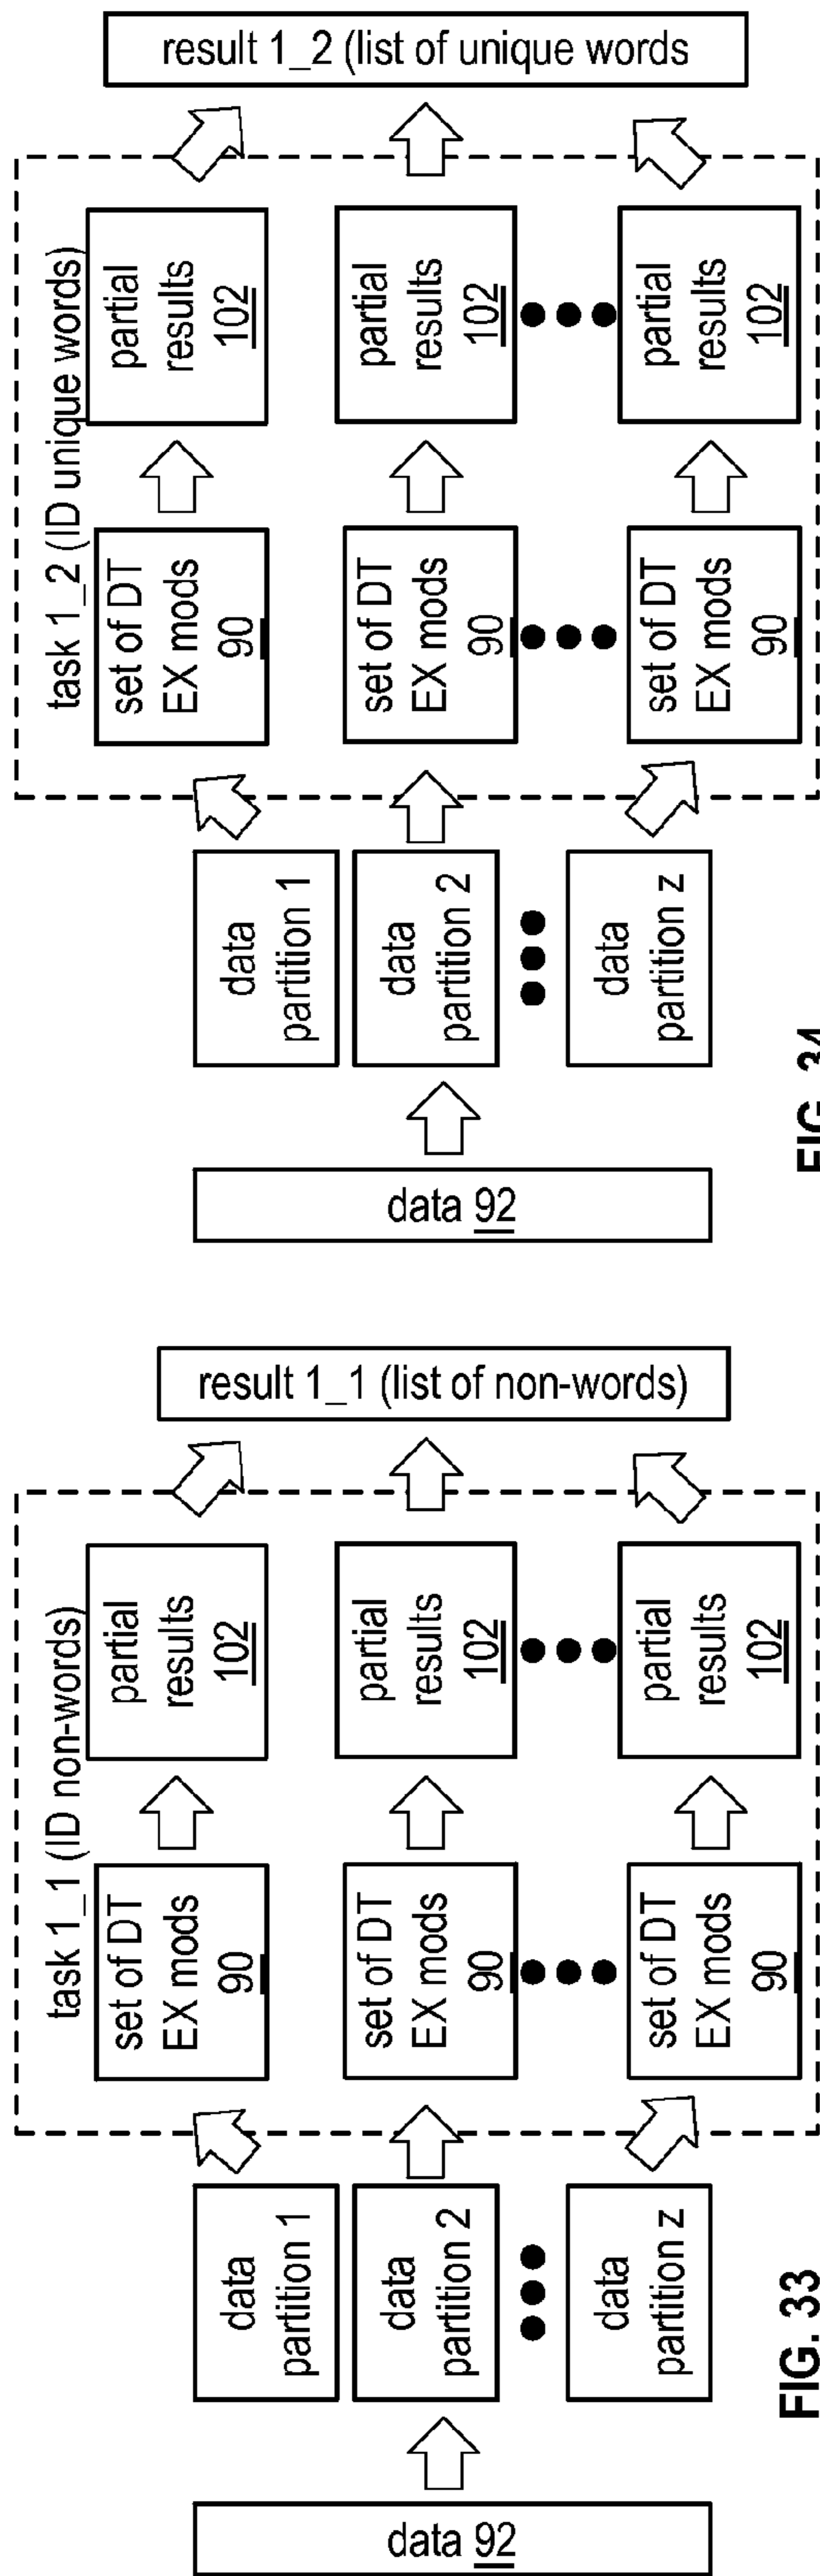 data 92
data
partition 1
data
partition 2
data
partition z
task 1_1 (ID non-words)
set of DT
EX mods
90
set of DT
EX mods
90
set of DT
EX mods
90
partial
results
102
partial
results
102
partial
results
102
result 1_1 (list of non-words)
FIG. 33
data 92
data
partition 1
data
partition 2
data
partition z
task 1_2 (ID unique words)
set of DT
EX mods
90
set of DT
EX mods
90
set of DT
EX mods
90
partial
results
102
partial
results
102
partial
results
102
result 1_2 (list of unique words
FIG. 34